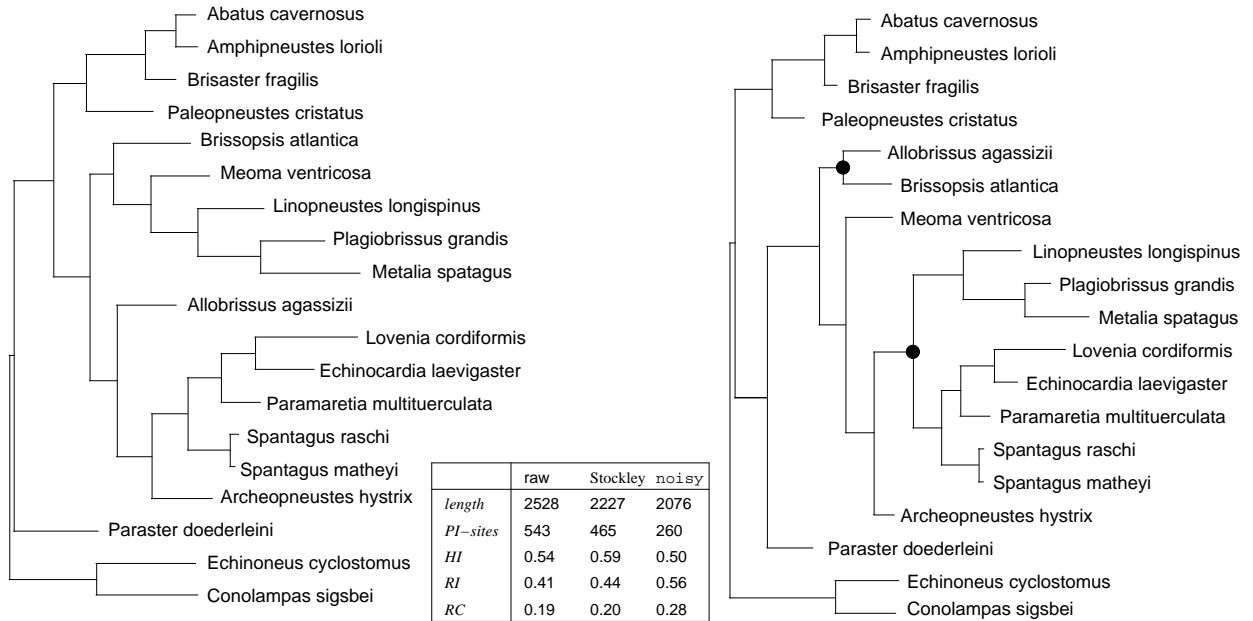 Abatus cavernosus
Amphipneustes lorioli
Brisaster fragilis
Paleopneustes cristatus
Brissopsis atlantica
Meoma ventricosa
Linopneustes longispinus
Plagiobrissus grandis
Metalia spatagus
Allobrissus agassizii
Lovenia cordiformis
Echinocardia laevigaster
Paramaretia multituerculata
Spantagus raschi
Spantagus matheyi
Archeopneustes hystrix
Paraster doederleini
Echinoneus cyclostomus
Conolampas sigsbei
raw Stockley noisy
length 2528 2227 2076
PI−sites 543 465 260
HI 0.54 0.59 0.50
RI 0.41 0.44 0.56
RC 0.19 0.20 0.28
Abatus cavernosus
Amphipneustes lorioli
Brisaster fragilis
Paleopneustes cristatus
Allobrissus agassizii
Brissopsis atlantica
Meoma ventricosa
Linopneustes longispinus
Plagiobrissus grandis
Metalia spatagus
Lovenia cordiformis
Echinocardia laevigaster
Paramaretia multituerculata
Spantagus raschi
Spantagus matheyi
Archeopneustes hystrix
Paraster doederleini
Echinoneus cyclostomus
Conolampas sigsbei